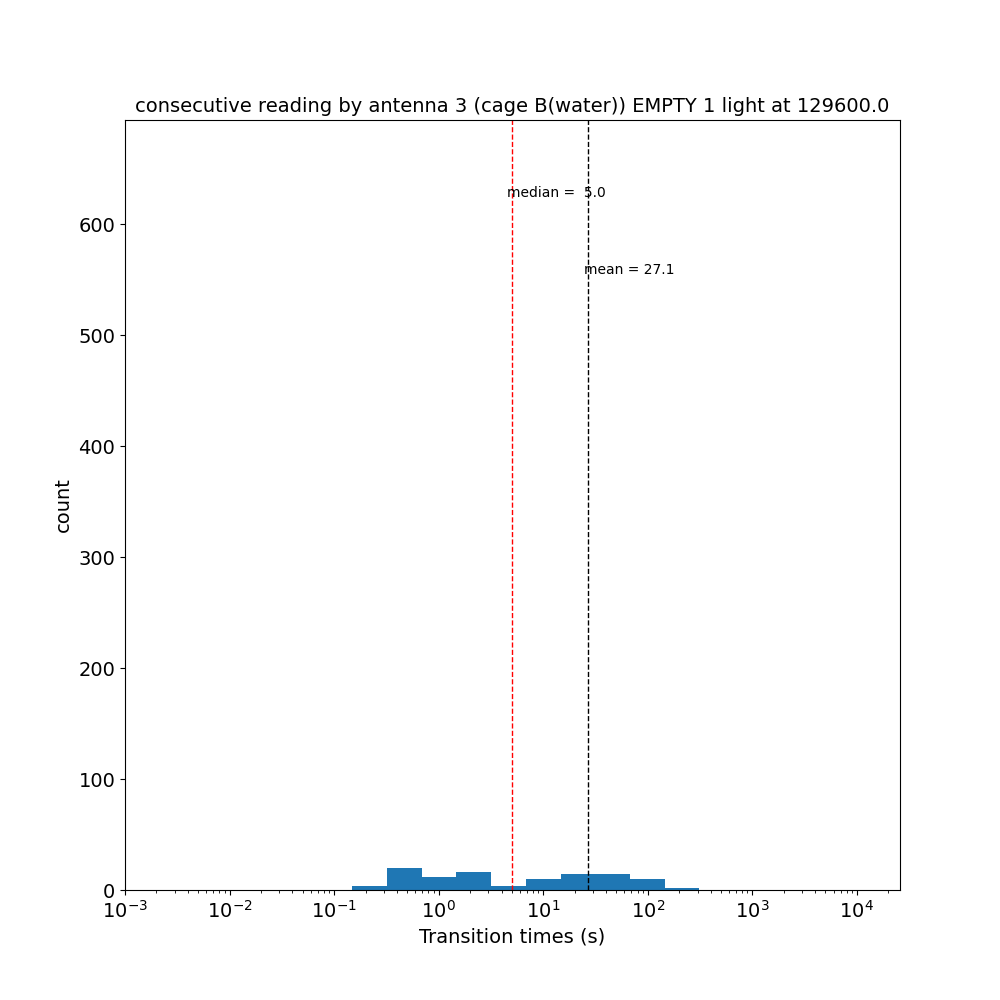 consecutive reading by antenna 3 (cage B(water)) EMPTY 1 light at 129600.0
median =  5.0
mean = 27.1
600
500
400
300
200
100
0
count
10⁻³ 10⁻² 10⁻¹ 10⁰ 10¹ 10² 10³ 10⁴
Transition times (s)